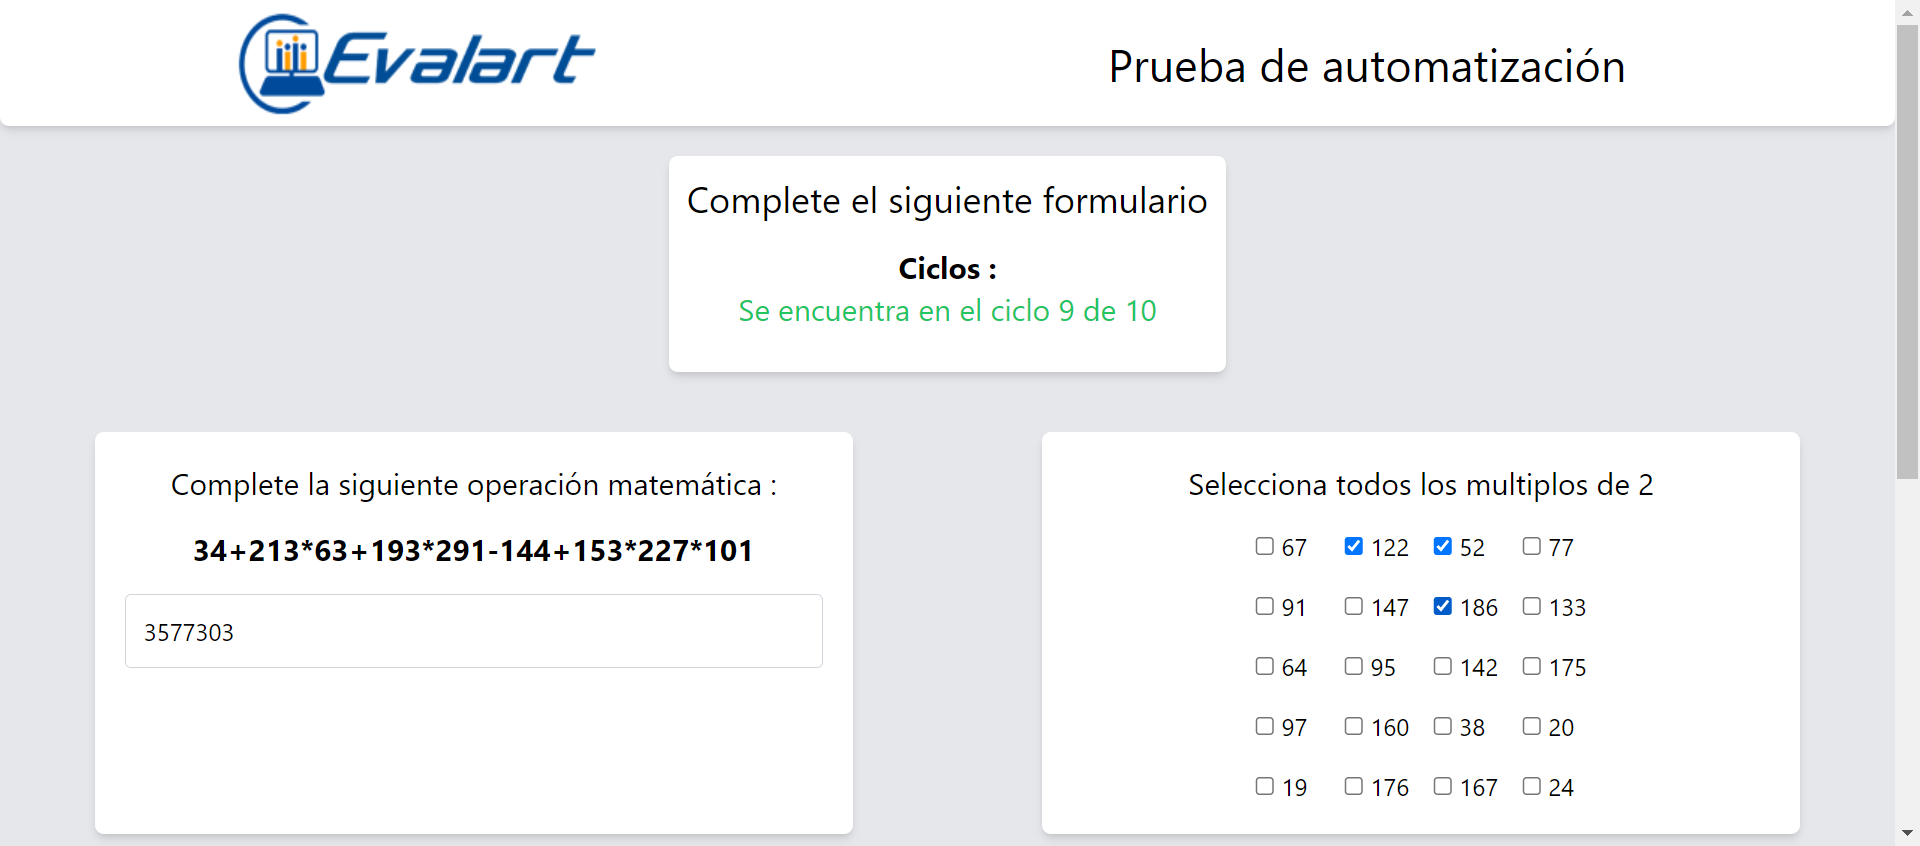 Evalart
Prueba de automatización
Complete el siguiente formulario
Ciclos :
Se encuentra en el ciclo 9 de 10
Complete la siguiente operación matemática :
34+213*63+193*291-144+153*227*101
3577303
Selecciona todos los multiplos de 2
67 122 52 77
91 147 186 133
64 95 142 175
97 160 38 20
19 176 167 24